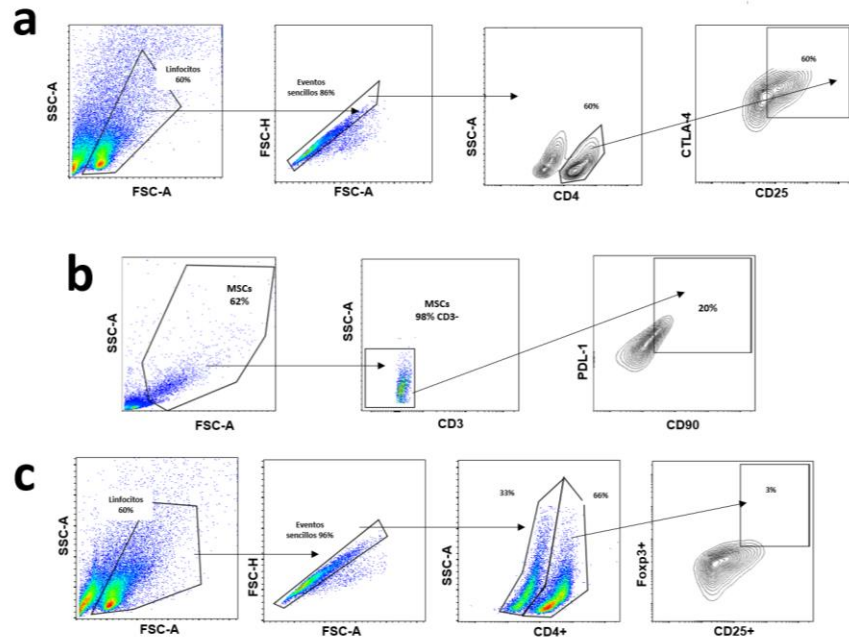 a
Linfocitos
60%
SSC-A
FSC-A
Eventos
sencillos 86%
FSC-H
FSC-A
60%
SSC-A
CD4
60%
CTLA-4
CD25
b
MSCs
62%
SSC-A
FSC-A
MSCs
98% CD3-
SSC-A
CD3
20%
PDL-1
CD90
c
Linfocitos
60%
SSC-A
FSC-A
Eventos
sencillos 96%
FSC-H
FSC-A
33%
66%
SSC-A
CD4+
3%
Foxp3+
CD25+